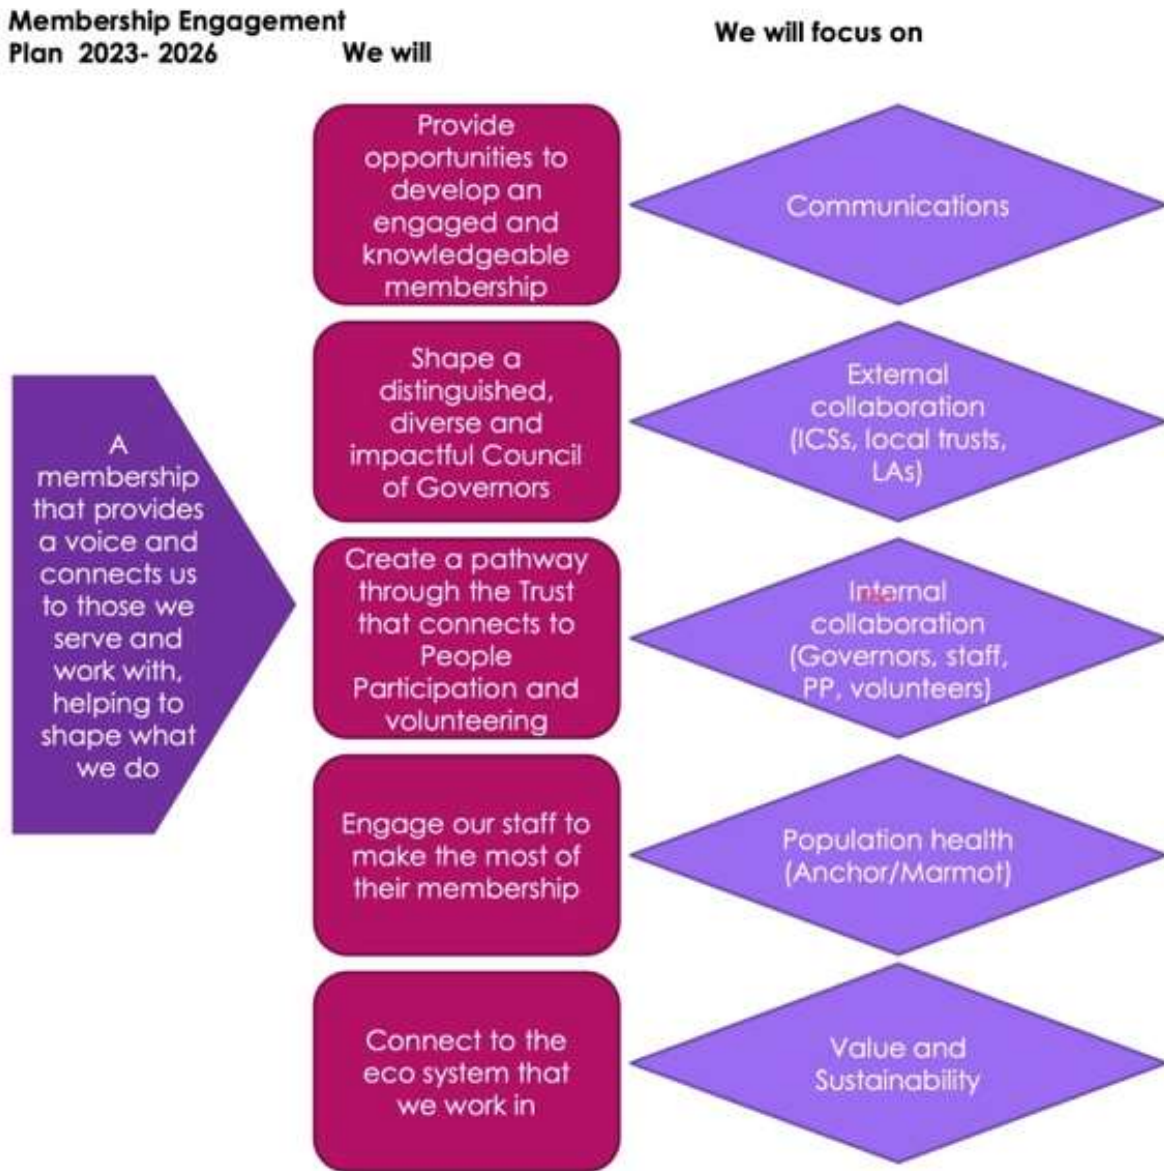 Membership Engagement
Plan 2023- 2026
We will
We will focus on
A
membership
that provides
a voice and
connects us
to those we
serve and
work with,
helping to
shape what
we do
Provide
opportunities to
develop an
engaged and
knowledgeable
membership
Communications
Shape a
distinguished,
diverse and
impactful Council
of Governors
External
collaboration
(ICSs, local trusts,
LAs)
Create a pathway
through the Trust
that connects to
People
Participation and
volunteering
Internal
collaboration
(Governors, staff,
PP, volunteers)
Engage our staff to
make the most of
their membership
Population health
(Anchor/Marmot)
Connect to the
eco system that
we work in
Value and
Sustainability